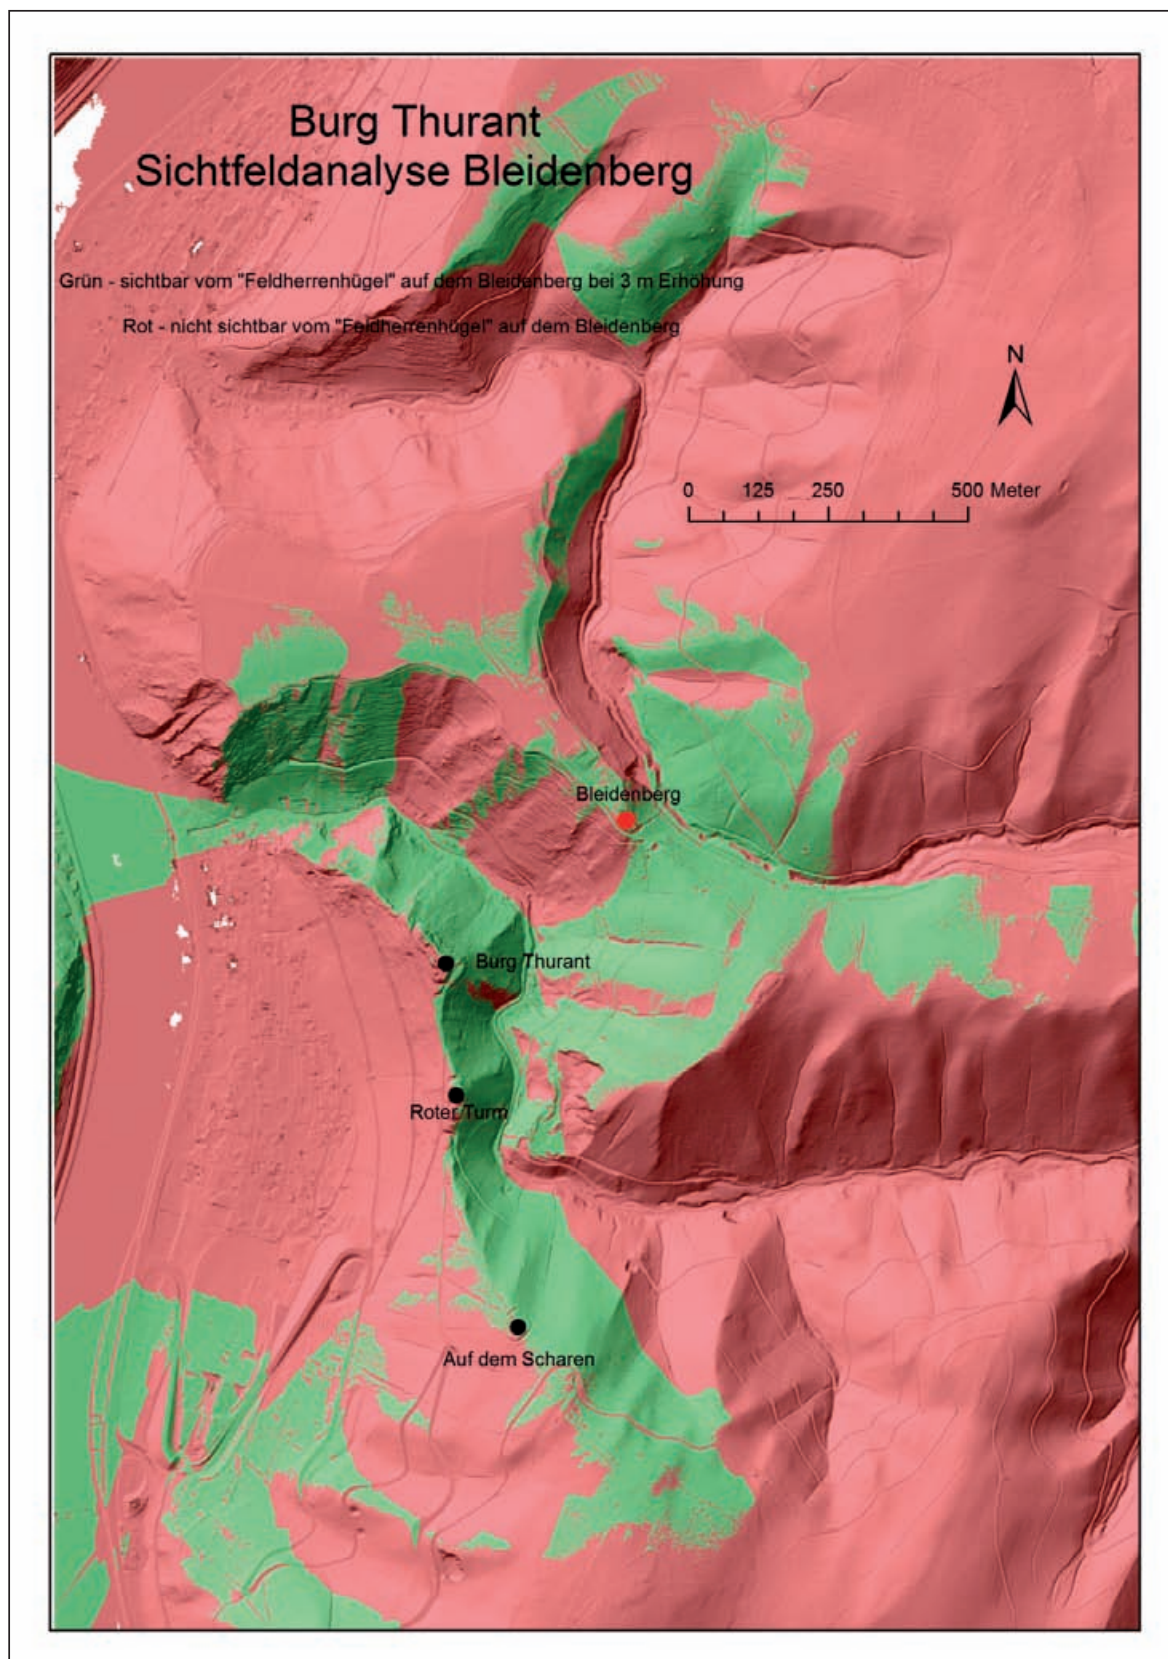 Burg Thurant
Sichtfeldanalyse Bleidenberg
Grün - sichtbar vom "Feldherrenhügel" auf dem Bleidenberg bei 3 m Erhöhung
Rot - nicht sichtbar vom "Feldherrenhügel" auf dem Bleidenberg
N
0 125 250 500 Meter
Bleidenberg
Burg Thurant
Roter Turm
Auf dem Scharen